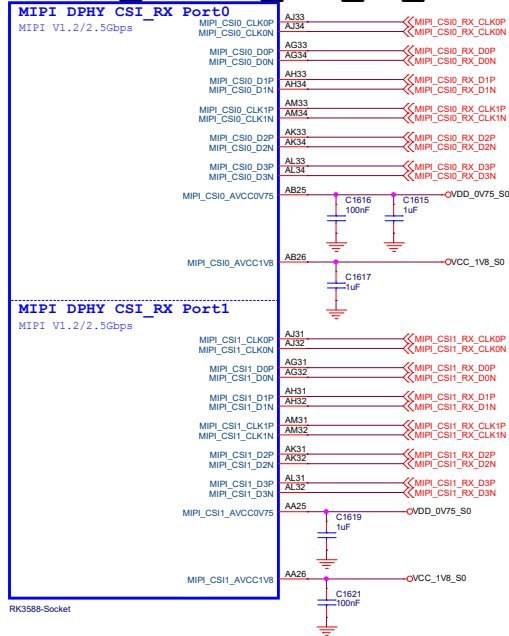 MIPI DPHY CSI_RX Port0
MIPI V1.2/2.5Gbps
MIPI_CSI0_CLK0P AJ33 MIPI_CSI0_RX_CLK0P
MIPI_CSI0_CLK0N AJ34 MIPI_CSI0_RX_CLK0N
MIPI_CSI0_D0P AG33 MIPI_CSI0_RX_D0P
MIPI_CSI0_D0N AG34 MIPI_CSI0_RX_D0N
MIPI_CSI0_D1P AH33 MIPI_CSI0_RX_D1P
MIPI_CSI0_D1N AH34 MIPI_CSI0_RX_D1N
MIPI_CSI0_CLK1P AM33 MIPI_CSI0_RX_CLK1P
MIPI_CSI0_CLK1N AM34 MIPI_CSI0_RX_CLK1N
MIPI_CSI0_D2P AK33 MIPI_CSI0_RX_D2P
MIPI_CSI0_D2N AK34 MIPI_CSI0_RX_D2N
MIPI_CSI0_D3P AL33 MIPI_CSI0_RX_D3P
MIPI_CSI0_D3N AL34 MIPI_CSI0_RX_D3N
MIPI_CSI0_AVCC0V75 AB25 VDD_0V75_S0
C1616 C1615
100nF 1uF
MIPI_CSI0_AVCC1V8 AB26 VCC_1V8_S0
C1617
1uF
MIPI DPHY CSI_RX Port1
MIPI V1.2/2.5Gbps
MIPI_CSI1_CLK0P AJ31 MIPI_CSI1_RX_CLK0P
MIPI_CSI1_CLK0N AJ32 MIPI_CSI1_RX_CLK0N
MIPI_CSI1_D0P AG31 MIPI_CSI1_RX_D0P
MIPI_CSI1_D0N AG32 MIPI_CSI1_RX_D0N
MIPI_CSI1_D1P AH31 MIPI_CSI1_RX_D1P
MIPI_CSI1_D1N AH32 MIPI_CSI1_RX_D1N
MIPI_CSI1_CLK1P AM31 MIPI_CSI1_RX_CLK1P
MIPI_CSI1_CLK1N AM32 MIPI_CSI1_RX_CLK1N
MIPI_CSI1_D2P AK31 MIPI_CSI1_RX_D2P
MIPI_CSI1_D2N AK32 MIPI_CSI1_RX_D2N
MIPI_CSI1_D3P AL31 MIPI_CSI1_RX_D3P
MIPI_CSI1_D3N AL32 MIPI_CSI1_RX_D3N
MIPI_CSI1_AVCC0V75 AA25 VDD_0V75_S0
C1619
1uF
MIPI_CSI1_AVCC1V8 AA26 VCC_1V8_S0
C1621
100nF
RK3588-Socket